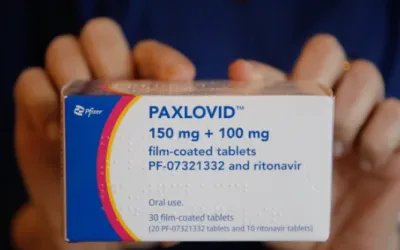 Pfizer
PAXLOVID™
150 mg + 100 mg
film-coated tablets
PF-07321332 and ritonavir
Oral use.
30 film-coated tablets
(20 PF-07321332 tablets and 10 ritonavir tablets)